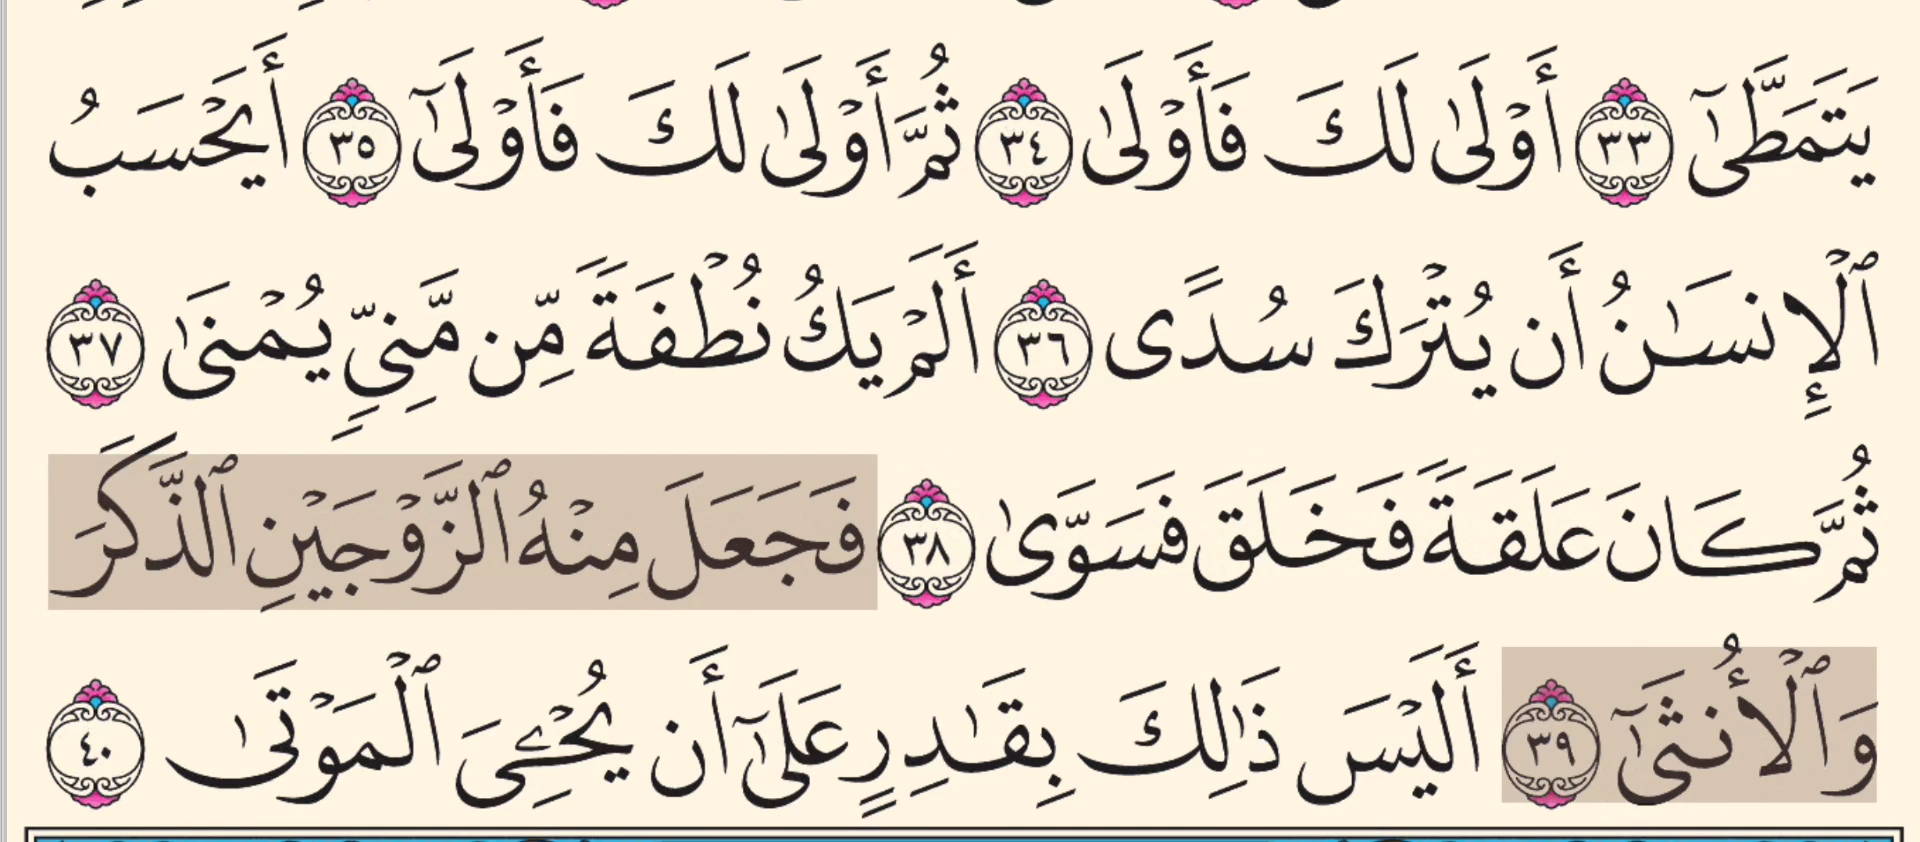 يَتَمَطَّىٰٓ ٣٣ أَوۡلَىٰ لَكَ فَأَوۡلَىٰ ٣٤ ثُمَّ أَوۡلَىٰ لَكَ فَأَوۡلَىٰٓ ٣٥ أَيَحۡسَبُ
ٱلۡإِنسَٰنُ أَن يُتۡرَكَ سُدًى ٣٦ أَلَمۡ يَكُ نُطۡفَةٗ مِّن مَّنِيّٖ يُمۡنَىٰ ٣٧
ثُمَّ كَانَ عَلَقَةٗ فَخَلَقَ فَسَوَّىٰ ٣٨ فَجَعَلَ مِنۡهُ ٱلزَّوۡجَيۡنِ ٱلذَّكَرَ
وَٱلۡأُنثَىٰٓ ٣٩ أَلَيۡسَ ذَٰلِكَ بِقَٰدِرٍ عَلَىٰٓ أَن يُحۡـِۧيَ ٱلۡمَوۡتَىٰ ٤٠